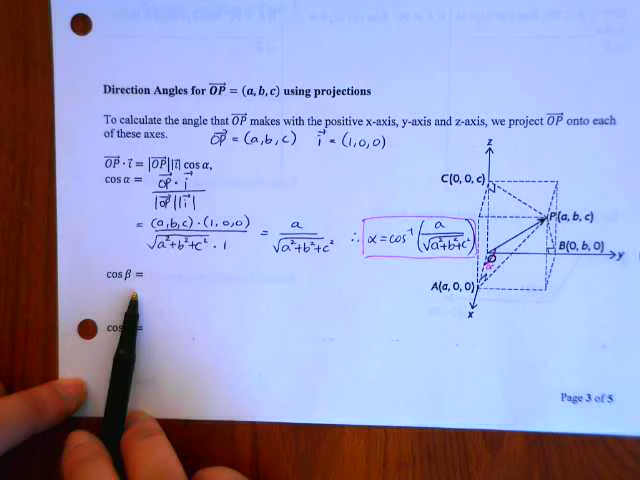 Direction Angles for OP⃗ = (a, b, c) using projections
To calculate the angle that OP⃗ makes with the positive x-axis, y-axis and z-axis, we project OP⃗ onto each
of these axes. OP⃗ = (a,b,c) i⃗ = (1,0,0)
OP⃗ · i⃗ = |OP⃗||i⃗| cos α,
cos α = OP⃗ · i⃗ / |OP⃗||i⃗|
= (a,b,c)·(1,0,0) / √(a²+b²+c²) · 1 = a / √(a²+b²+c²) ∴ α = cos⁻¹(a / √(a²+b²+c²))
cos β =
cos =
z
C(0, 0, c)
P(a, b, c)
B(0, b, 0)
y
O
α
A(a, 0, 0)
x
Page 3 of 5